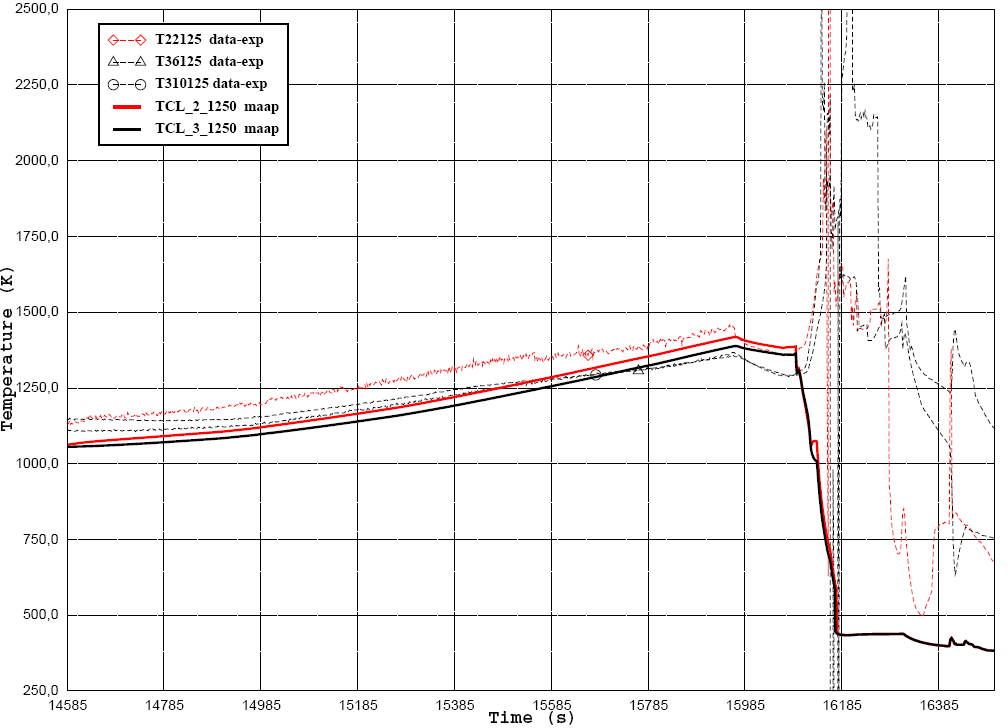 2500,0
2250,0
2000,0
1750,0
1500,0
1250,0
1000,0
750,0
500,0
250,0
Temperature (K)
T22125 data-exp
T36125 data-exp
T310125 data-exp
TCL_2_1250 maap
TCL_3_1250 maap
14585 14785 14985 15185 15385 15585 15785 15985 16185 16385
Time (s)